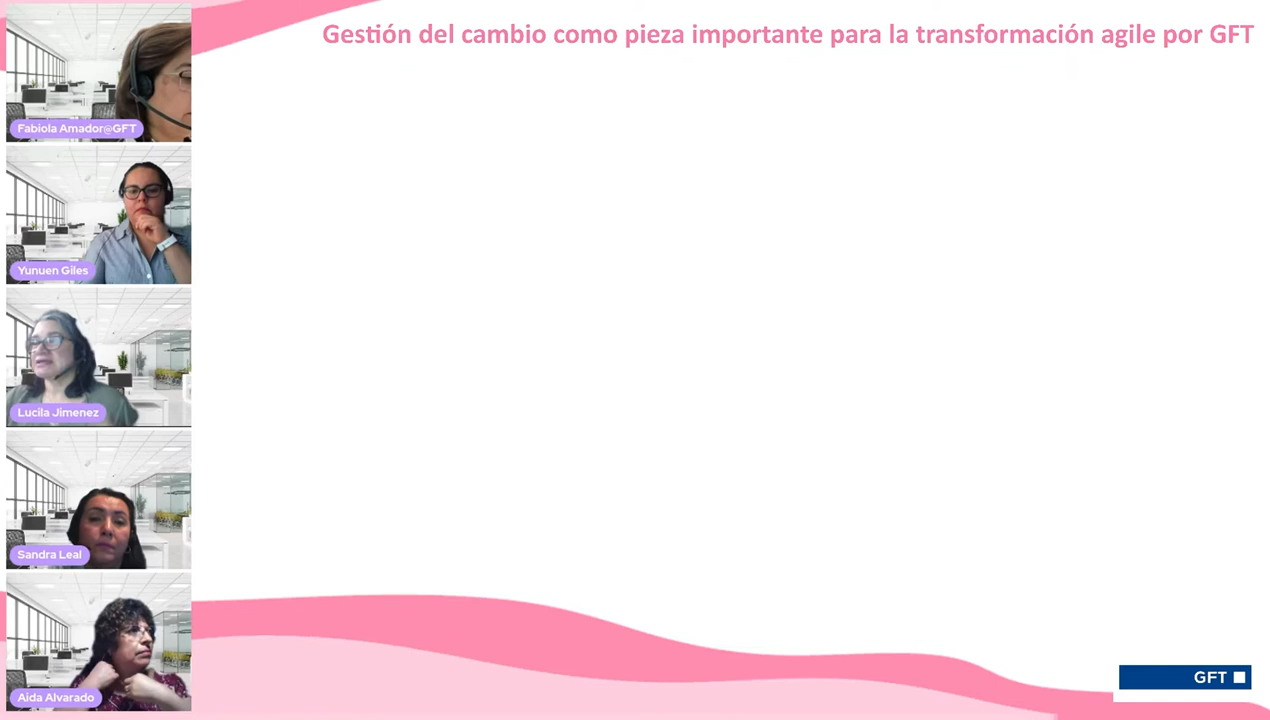 Gestión del cambio como pieza importante para la transformación agile por GFT
Fabiola Amador@GFT
Yunuen Giles
Lucila Jimenez
Sandra Leal
Aida Alvarado
GFT